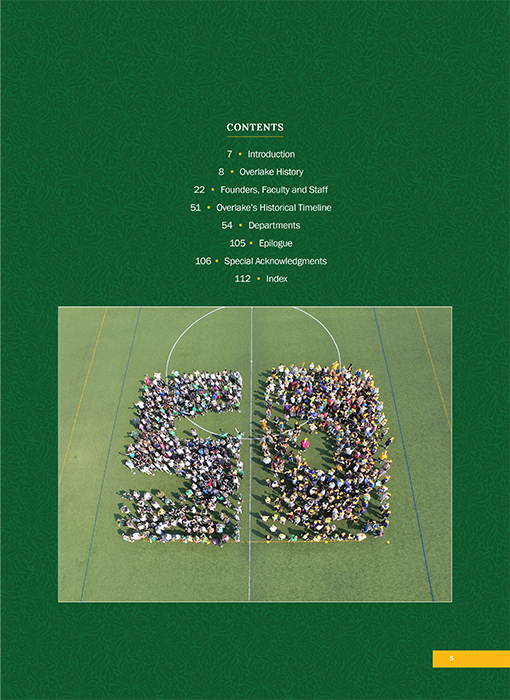 CONTENTS
7 • Introduction
8 • Overlake History
22 • Founders, Faculty and Staff
51 • Overlake's Historical Timeline
54 • Departments
105 • Epilogue
106 • Special Acknowledgments
112 • Index
50
5